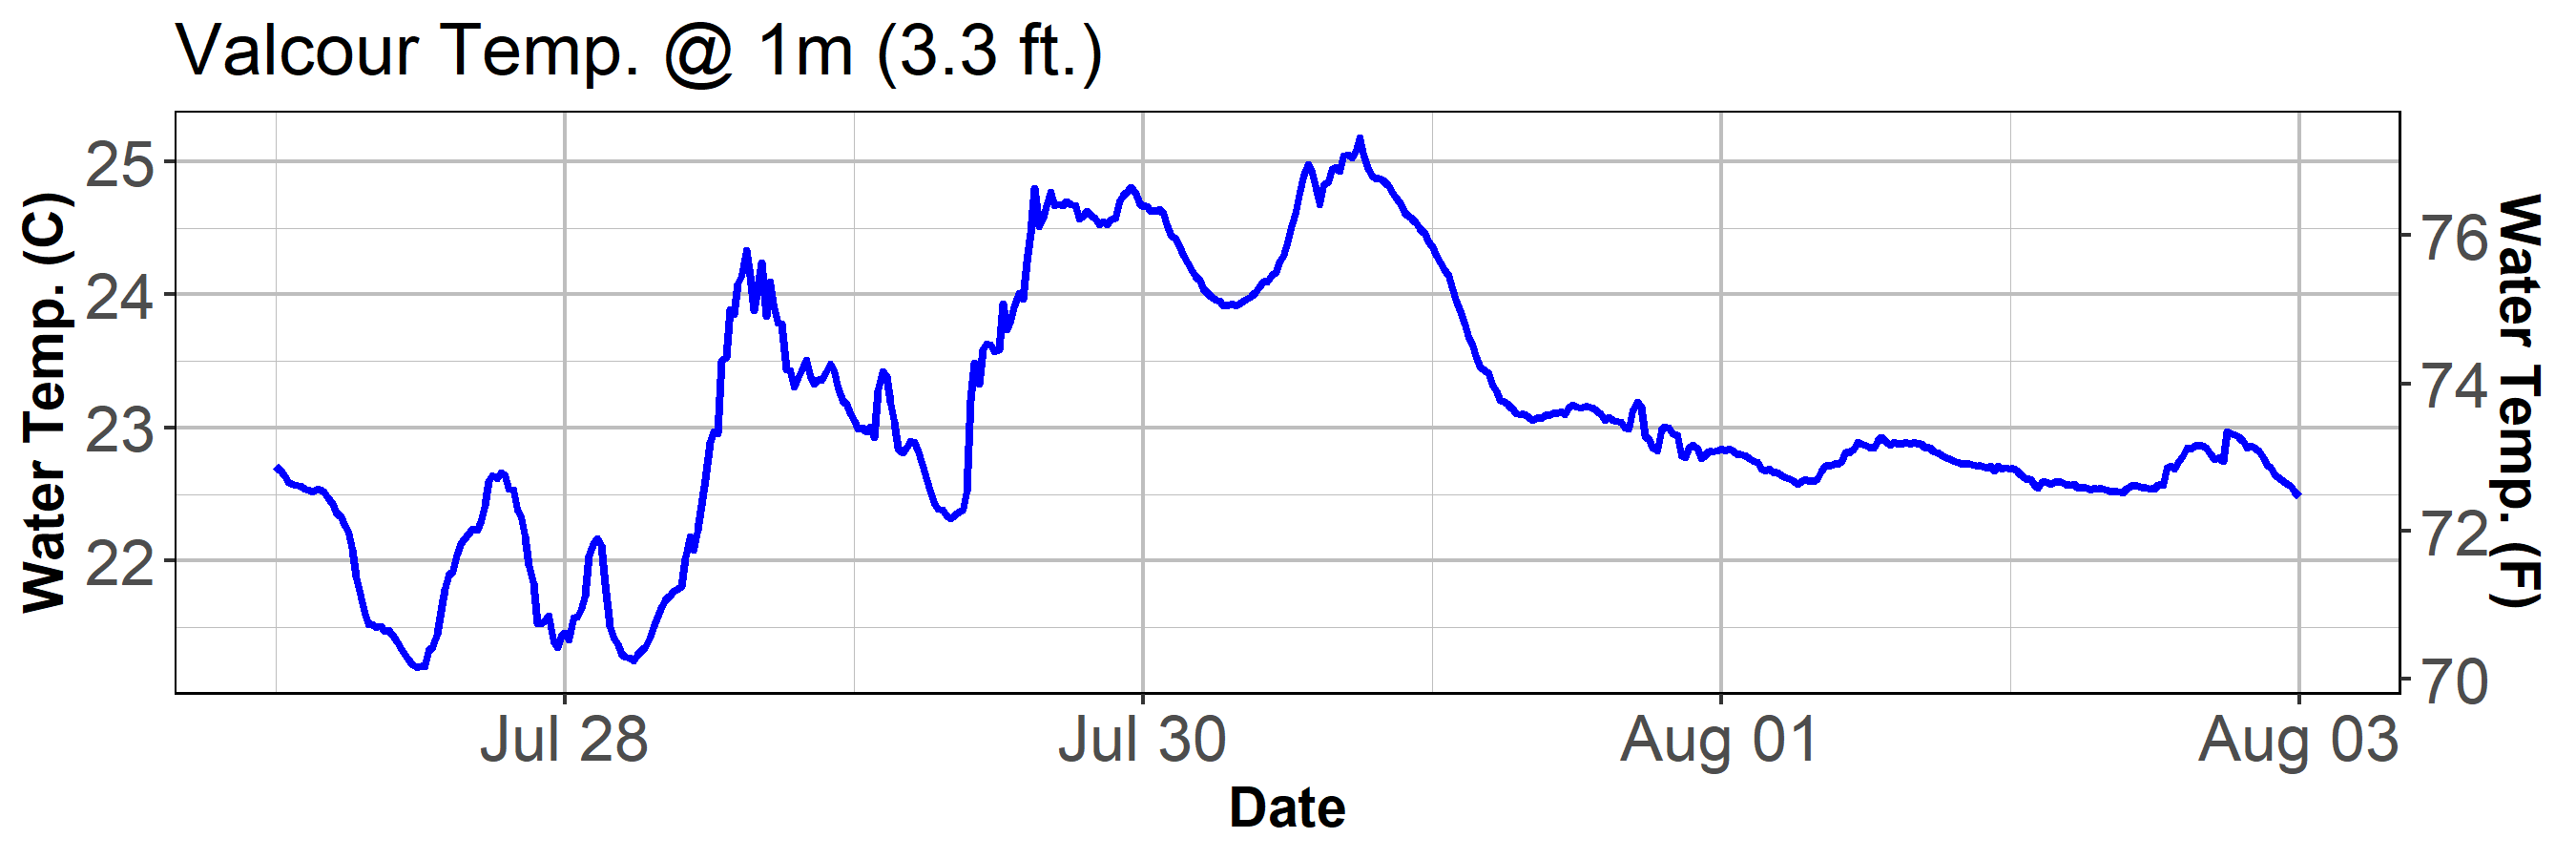 Valcour Temp. @ 1m (3.3 ft.)
Water Temp. (C)
25
24
23
22
Water Temp. (F)
76
74
72
70
Jul 28
Jul 30
Aug 01
Aug 03
Date